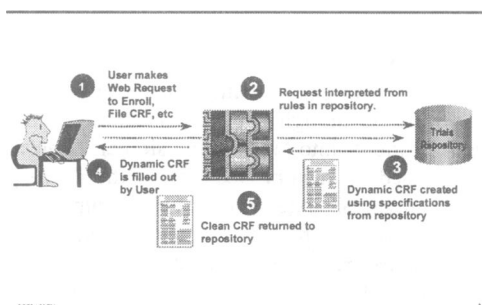 1
User makes
Web Request
to Enroll,
File CRF, etc
2
Request interpreted from
rules in repository.
Trials
Repository
3
Dynamic CRF created
using specifications
from repository
4
Dynamic CRF
is filled out
by User
5
Clean CRF returned to
repository